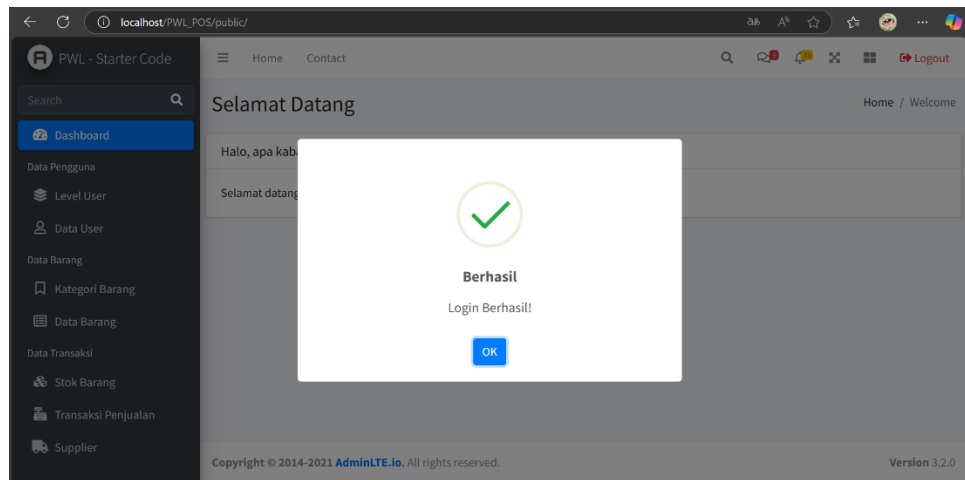 localhost/PWL_POS/public/
PWL - Starter Code
Home Contact
Logout
Search
Selamat Datang
Home / Welcome
Dashboard
Halo, apa kaba
Data Pengguna
Level User
Selamat datang
Data User
Data Barang
Berhasil
Kategori Barang
Login Berhasil!
Data Barang
OK
Data Transaksi
Stok Barang
Transaksi Penjualan
Supplier
Copyright © 2014-2021 AdminLTE.io. All rights reserved.
Version 3.2.0